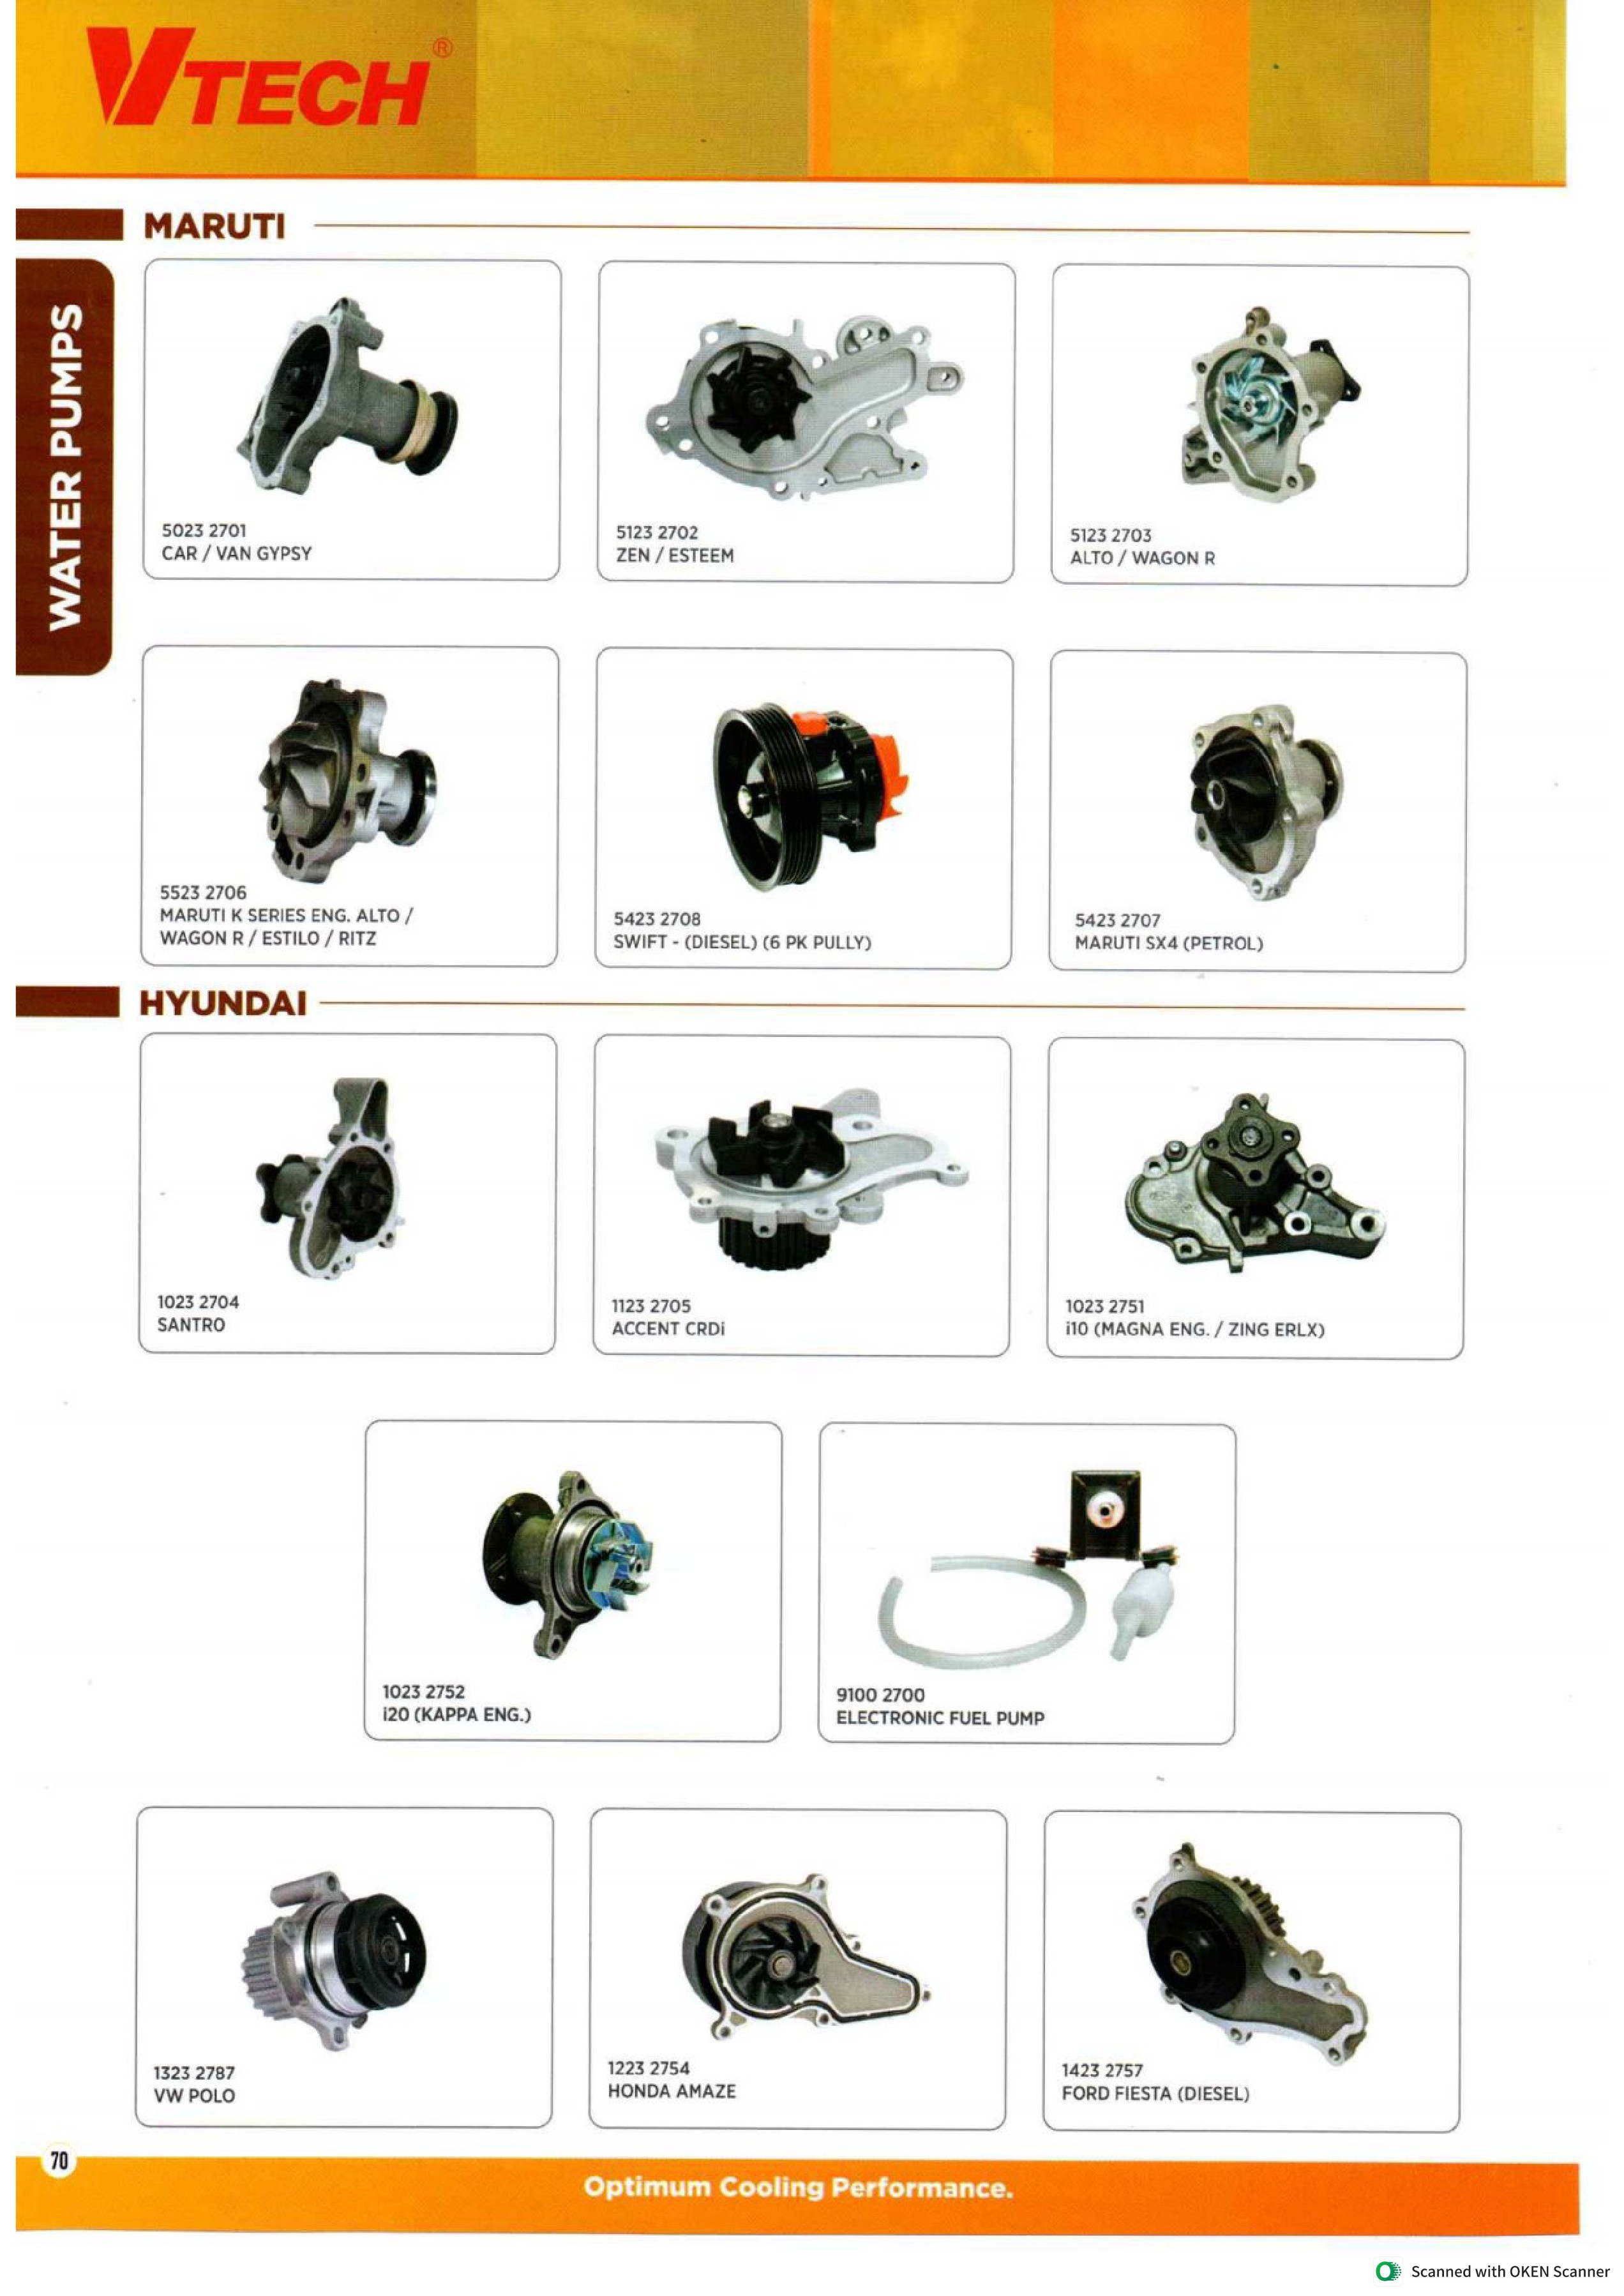 VTECH®
MARUTI
WATER PUMPS
5023 2701
CAR / VAN GYPSY
5123 2702
ZEN / ESTEEM
5123 2703
ALTO / WAGON R
5523 2706
MARUTI K SERIES ENG. ALTO /
WAGON R / ESTILO / RITZ
5423 2708
SWIFT - (DIESEL) (6 PK PULLY)
5423 2707
MARUTI SX4 (PETROL)
HYUNDAI
1023 2704
SANTRO
1123 2705
ACCENT CRDi
1023 2751
i10 (MAGNA ENG. / ZING ERLX)
1023 2752
i20 (KAPPA ENG.)
9100 2700
ELECTRONIC FUEL PUMP
1323 2787
VW POLO
1223 2754
HONDA AMAZE
1423 2757
FORD FIESTA (DIESEL)
70
Optimum Cooling Performance.
Scanned with OKEN Scanner